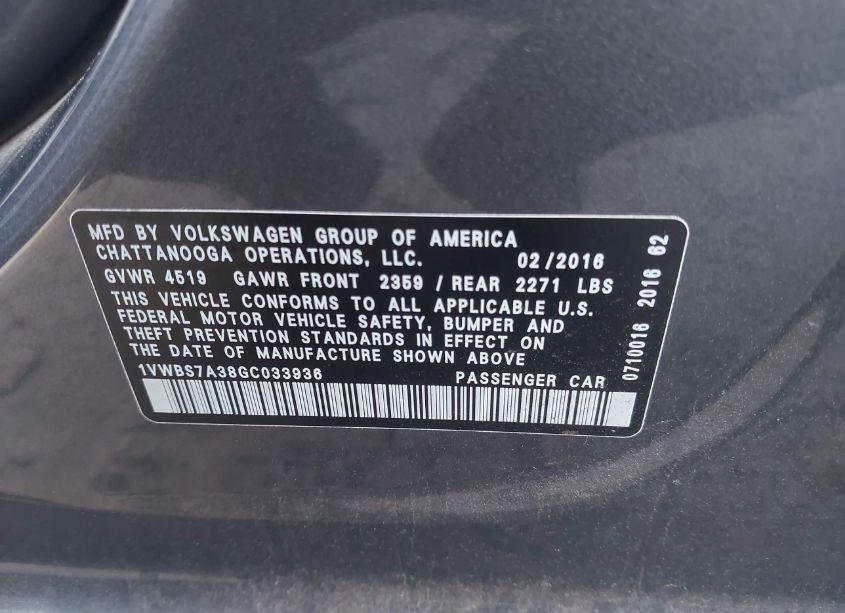 MFD BY VOLKSWAGEN GROUP OF AMERICA
CHATTANOOGA OPERATIONS, LLC. 02/2016
GVWR 4519 GAWR FRONT 2359 / REAR 2271 LBS
THIS VEHICLE CONFORMS TO ALL APPLICABLE U.S.
FEDERAL MOTOR VEHICLE SAFETY, BUMPER AND
THEFT PREVENTION STANDARDS IN EFFECT ON
THE DATE OF MANUFACTURE SHOWN ABOVE
1VWBS7A38GC033936 PASSENGER CAR
0710016 2016 62